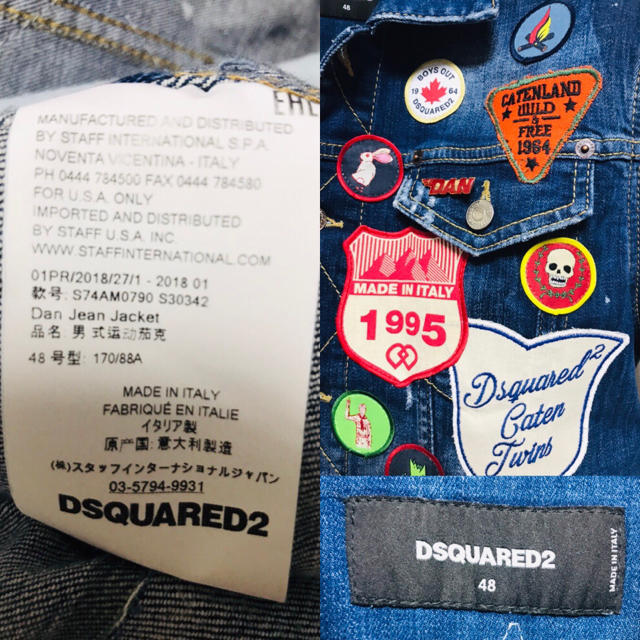 EAC
MANUFACTURED AND DISTRIBUTED
BY STAFF INTERNATIONAL S.P.A.
NOVENTA VICENTINA - ITALY
PH 0444 784500 FAX 0444 784580
FOR U.S.A. ONLY
IMPORTED AND DISTRIBUTED
BY STAFF U.S.A. INC.
WWW.STAFFINTERNATIONAL.COM
01PR/2018/27/1 - 2018 01
款号: S74AM0790 S30342
Dan Jean Jacket
品名: 男式运动茄克
48 号型: 170/88A
MADE IN ITALY
FABRIQUÉ EN ITALIE
イタリア製
原产国:意大利製造
(株)スタッフインターナショナルジャパン
03-5794-9931
DSQUARED2
48
BOYS OUT
19 64
DSQUARED2
CATENLAND
WILD
&
FREE
1964
DAN
MADE IN ITALY
1995
Dsquared2
Caten
Twins
DSQUARED2
48
MADE IN ITALY